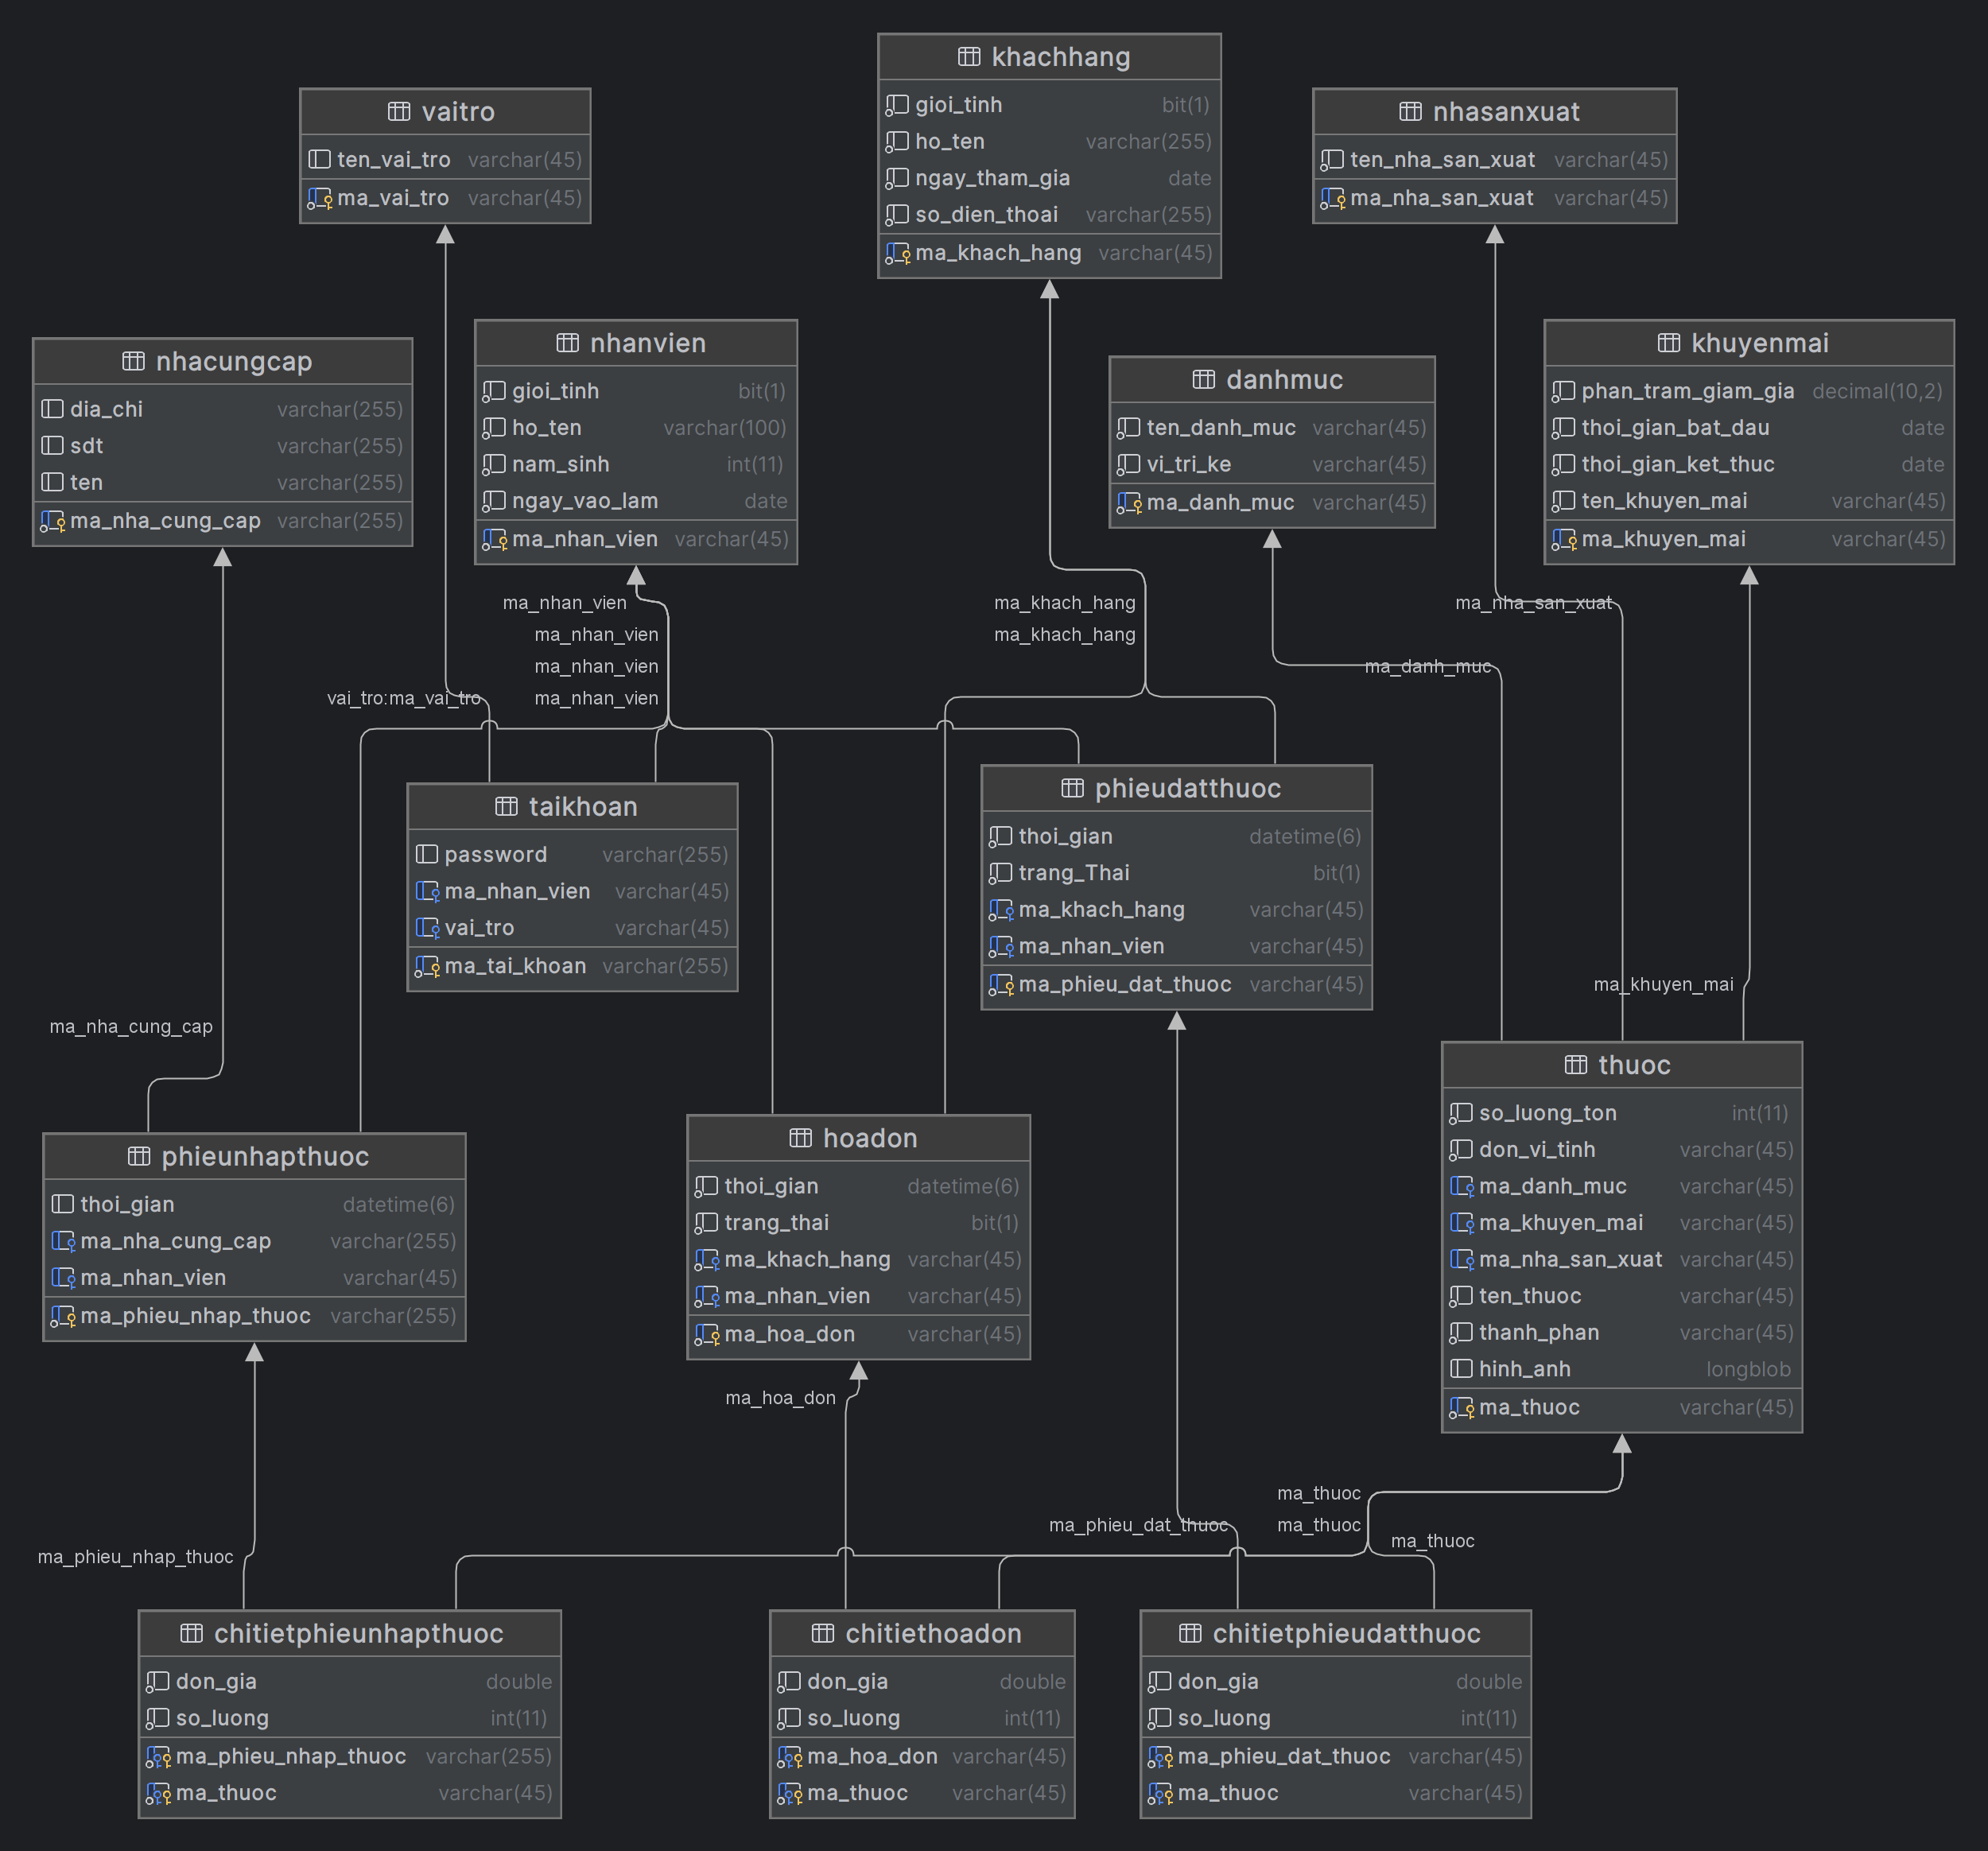 khachhang
gioi_tinh bit(1)
ho_ten varchar(255)
ngay_tham_gia date
so_dien_thoai varchar(255)
ma_khach_hang varchar(45)
vaitro
ten_vai_tro varchar(45)
ma_vai_tro varchar(45)
nhasanxuat
ten_nha_san_xuat varchar(45)
ma_nha_san_xuat varchar(45)
nhacungcap
dia_chi varchar(255)
sdt varchar(255)
ten varchar(255)
ma_nha_cung_cap varchar(255)
nhanvien
gioi_tinh bit(1)
ho_ten varchar(100)
nam_sinh int(11)
ngay_vao_lam date
ma_nhan_vien varchar(45)
danhmuc
ten_danh_muc varchar(45)
vi_tri_ke varchar(45)
ma_danh_muc varchar(45)
khuyenmai
phan_tram_giam_gia decimal(10,2)
thoi_gian_bat_dau date
thoi_gian_ket_thuc date
ten_khuyen_mai varchar(45)
ma_khuyen_mai varchar(45)
ma_nhan_vien
ma_nhan_vien
ma_nhan_vien
ma_nhan_vien
vai_tro:ma_vai_tro
ma_khach_hang
ma_khach_hang
ma_nha_san_xuat
ma_danh_muc
taikhoan
password varchar(255)
ma_nhan_vien varchar(45)
vai_tro varchar(45)
ma_tai_khoan varchar(255)
phieudatthuoc
thoi_gian datetime(6)
trang_Thai bit(1)
ma_khach_hang varchar(45)
ma_nhan_vien varchar(45)
ma_phieu_dat_thuoc varchar(45)
ma_nha_cung_cap
ma_khuyen_mai
phieunhapthuoc
thoi_gian datetime(6)
ma_nha_cung_cap varchar(255)
ma_nhan_vien varchar(45)
ma_phieu_nhap_thuoc varchar(255)
hoadon
thoi_gian datetime(6)
trang_thai bit(1)
ma_khach_hang varchar(45)
ma_nhan_vien varchar(45)
ma_hoa_don varchar(45)
thuoc
so_luong_ton int(11)
don_vi_tinh varchar(45)
ma_danh_muc varchar(45)
ma_khuyen_mai varchar(45)
ma_nha_san_xuat varchar(45)
ten_thuoc varchar(45)
thanh_phan varchar(45)
hinh_anh longblob
ma_thuoc varchar(45)
ma_hoa_don
ma_thuoc
ma_phieu_dat_thuoc
ma_thuoc
ma_thuoc
ma_phieu_nhap_thuoc
chitietphieunhapthuoc
don_gia double
so_luong int(11)
ma_phieu_nhap_thuoc varchar(255)
ma_thuoc varchar(45)
chitiethoadon
don_gia double
so_luong int(11)
ma_hoa_don varchar(45)
ma_thuoc varchar(45)
chitietphieudatthuoc
don_gia double
so_luong int(11)
ma_phieu_dat_thuoc varchar(45)
ma_thuoc varchar(45)